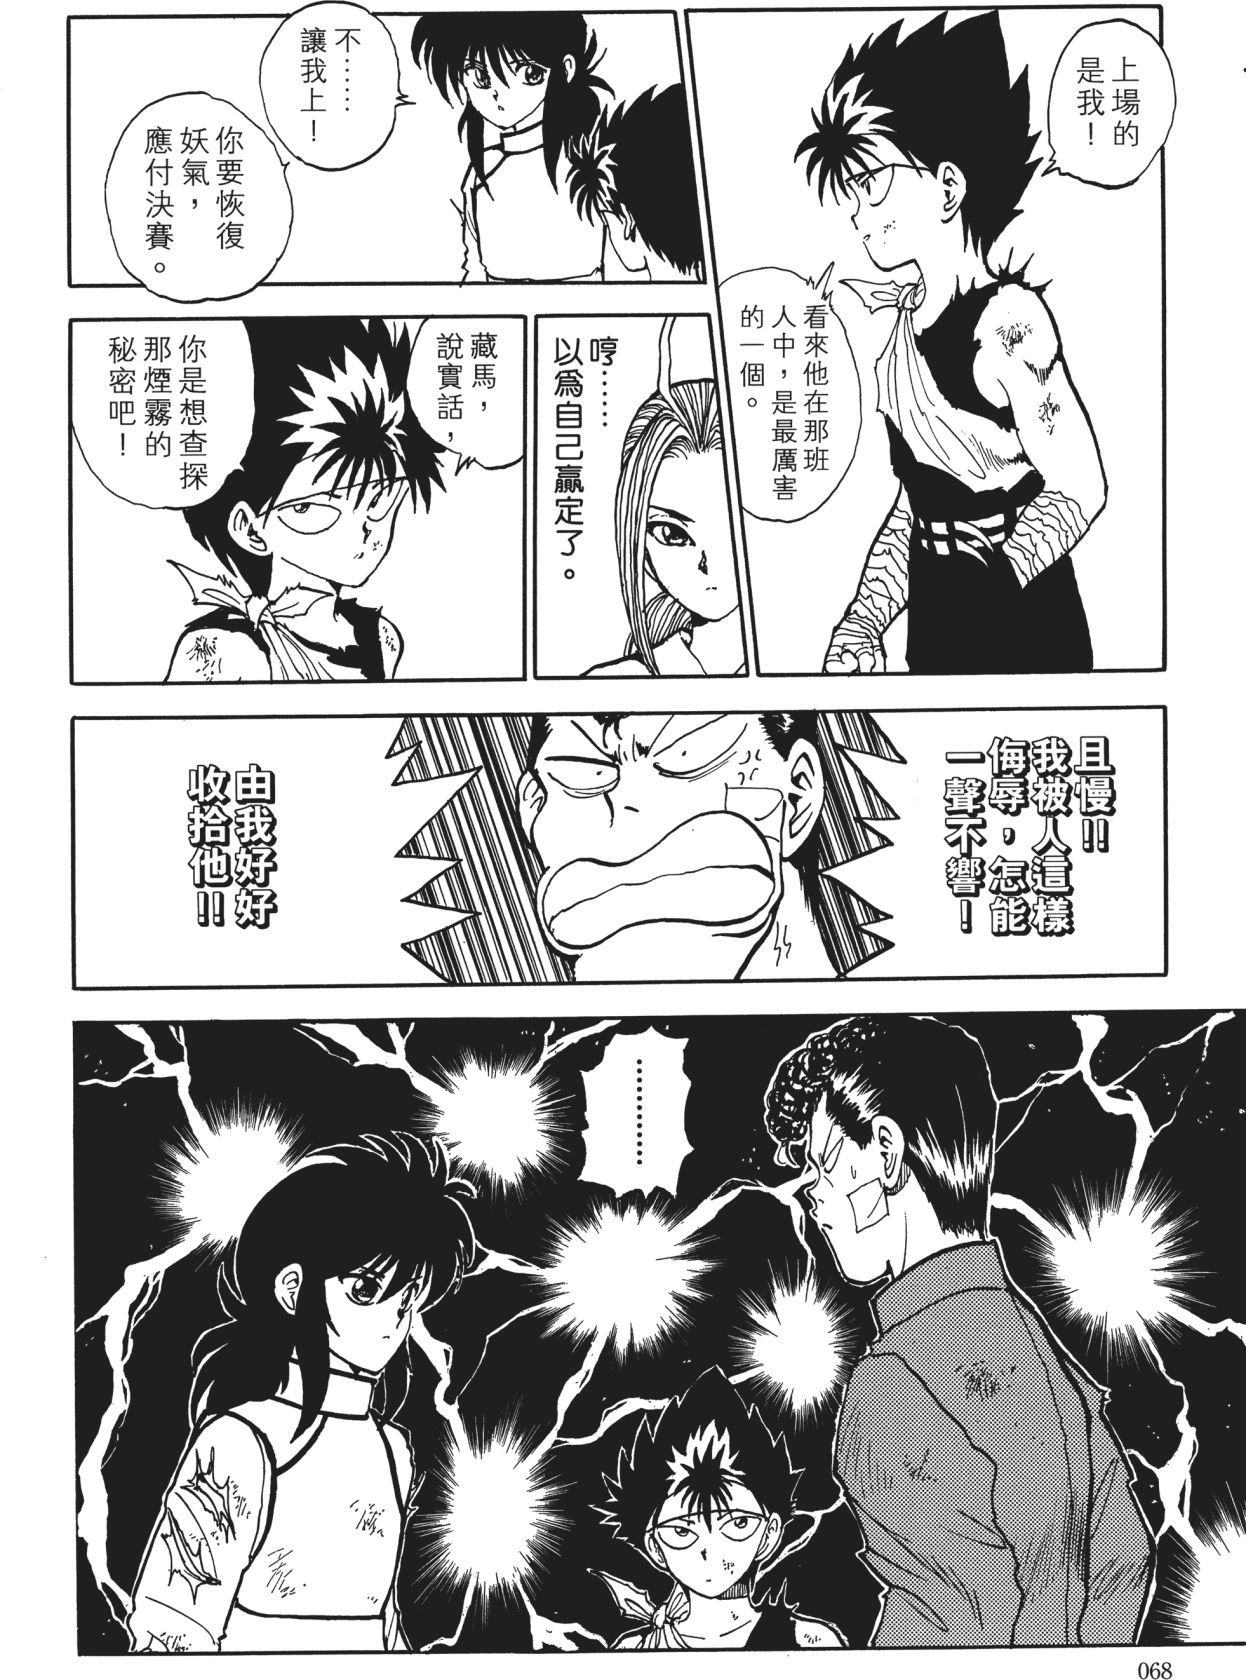 上場的
是我！
看來他在那班
人中，是最厲害
的一個。
不……
讓我上！
你要恢復
妖氣，
應付決賽。
哼……
以為自己贏定了。
藏馬，
說實話，
你是想查探
那煙霧的
秘密吧！
且慢!!
我被人這樣
侮辱，怎能
一聲不響！
由我好好
收拾他!!
…………
068